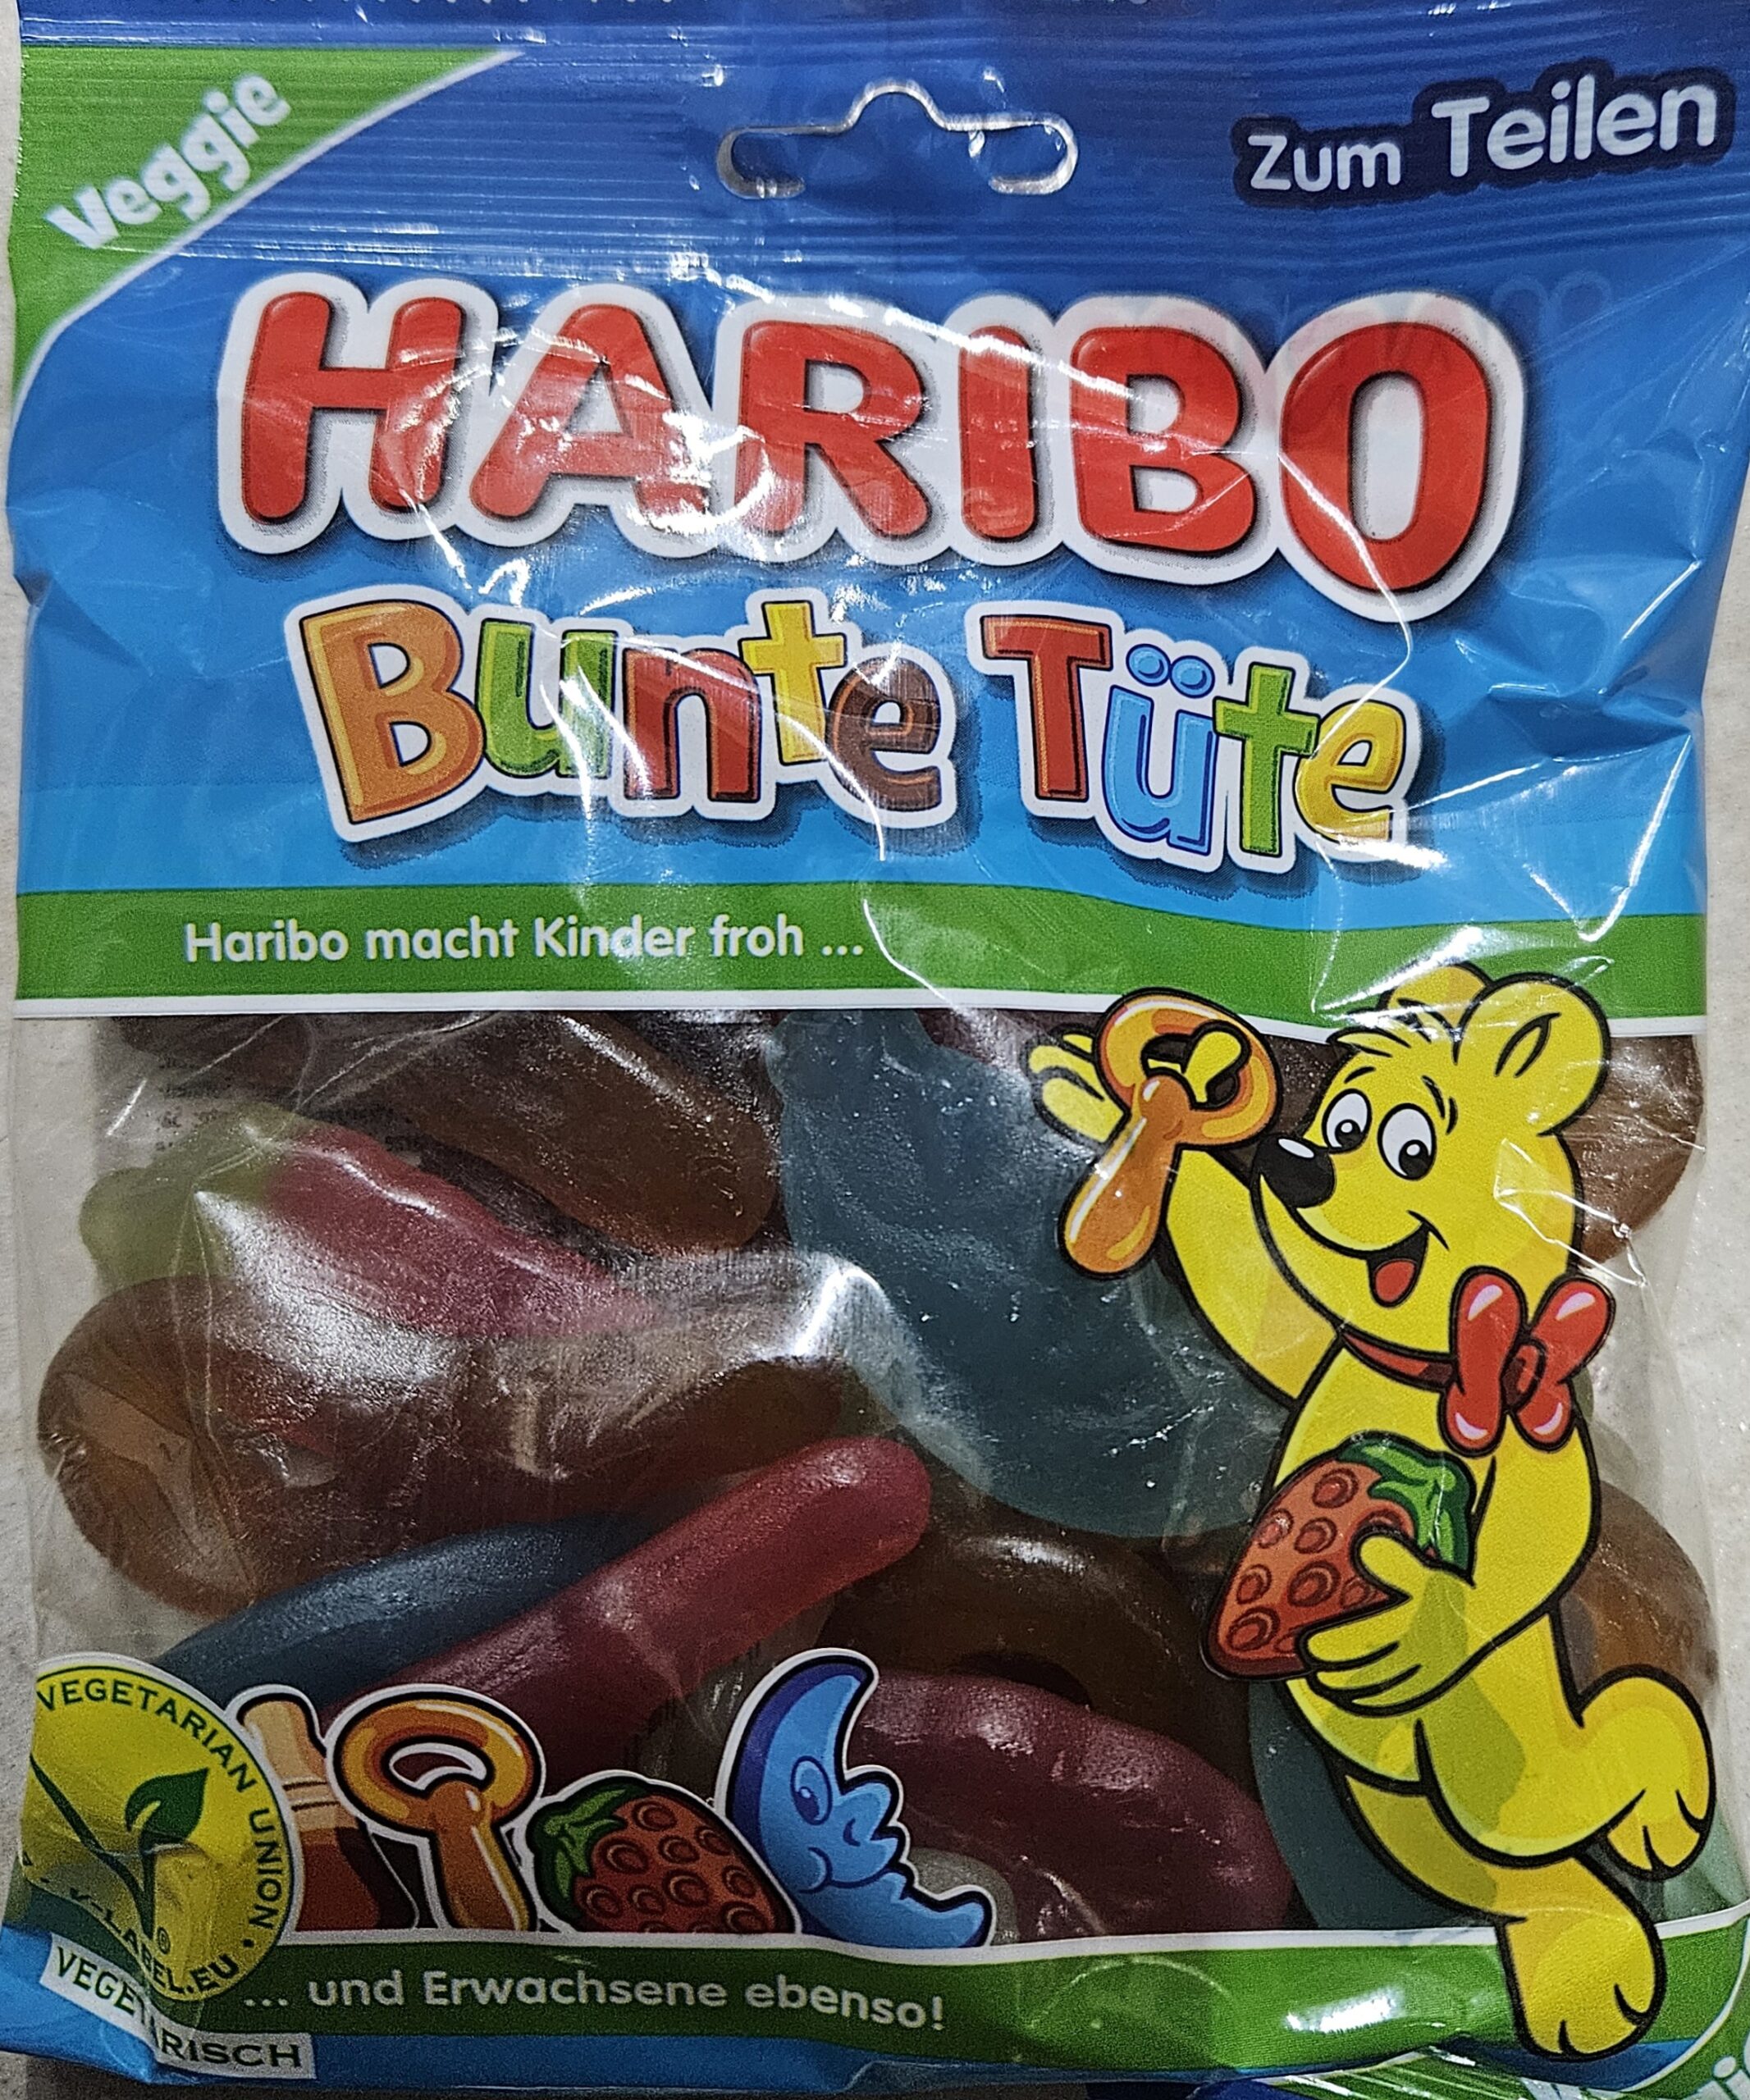 Veggie
Zum Teilen
HARIBO
Bunte Tüte
Haribo macht Kinder froh ...
VEGETARIAN UNION •
V-LABEL.EU •
®
VEGETARISCH
... und Erwachsene ebenso!